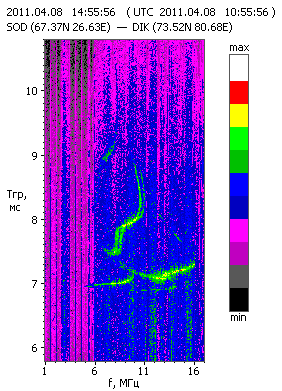 2011.04.08 14:55:56 (UTC 2011.04.08 10:55:56)
SOD (67.37N 26.63E) — DIK (73.52N 80.68E)
max
10
9
Тгр,
мс
8
7
6
min
1 6 11 16
f, МГц